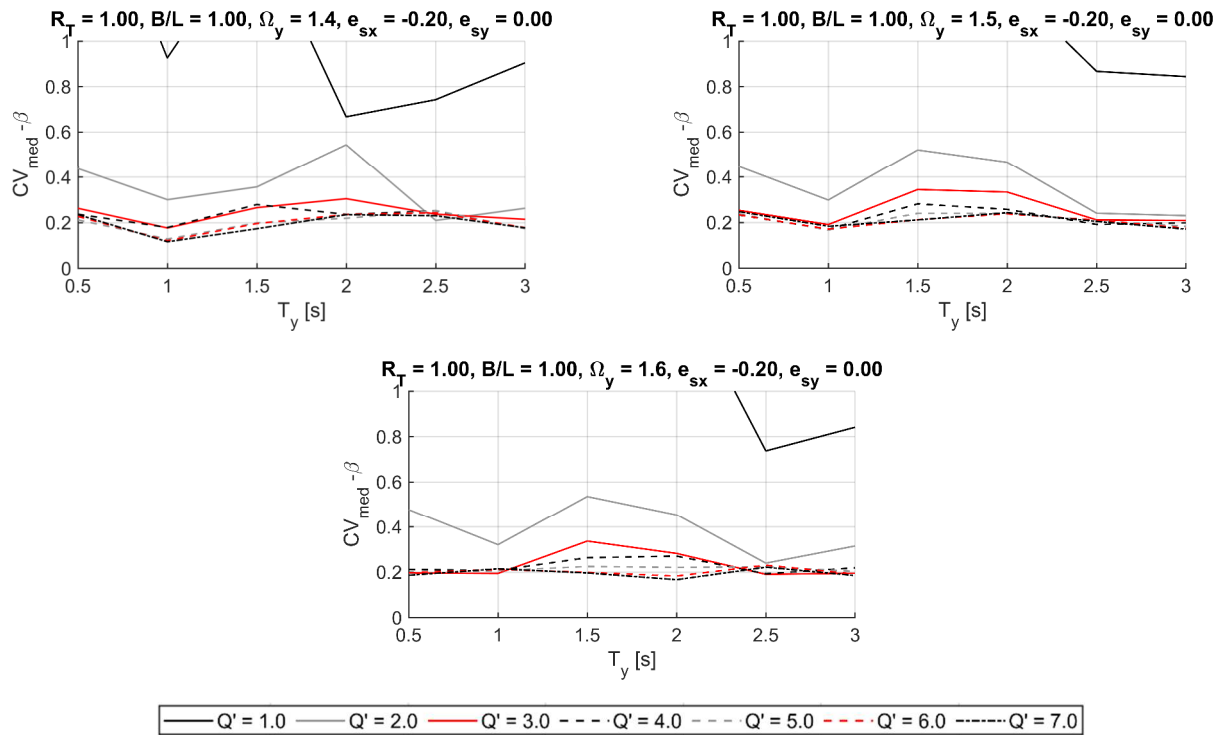 R_T = 1.00, B/L = 1.00, Ω_y = 1.4, e_sx = -0.20, e_sy = 0.00
1
0.8
0.6
0.4
0.2
0
CV_med -β
0.5 1 1.5 2 2.5 3
T_y [s]
R_T = 1.00, B/L = 1.00, Ω_y = 1.5, e_sx = -0.20, e_sy = 0.00
1
0.8
0.6
0.4
0.2
0
CV_med -β
0.5 1 1.5 2 2.5 3
T_y [s]
R_T = 1.00, B/L = 1.00, Ω_y = 1.6, e_sx = -0.20, e_sy = 0.00
1
0.8
0.6
0.4
0.2
0
CV_med -β
0.5 1 1.5 2 2.5 3
T_y [s]
Q' = 1.0 Q' = 2.0 Q' = 3.0 Q' = 4.0 Q' = 5.0 Q' = 6.0 Q' = 7.0